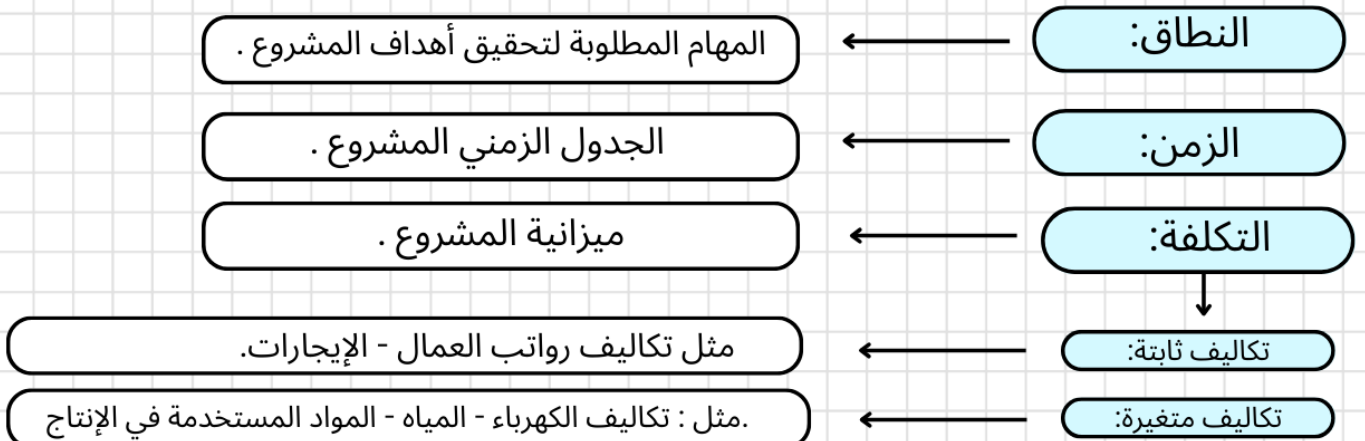 النطاق:
المهام المطلوبة لتحقيق أهداف المشروع .
الزمن:
الجدول الزمني المشروع .
التكلفة:
ميزانية المشروع .
تكاليف ثابتة:
مثل تكاليف رواتب العمال - الإيجارات.
تكاليف متغيرة:
.مثل : تكاليف الكهرباء - المياه - المواد المستخدمة في الإنتاج